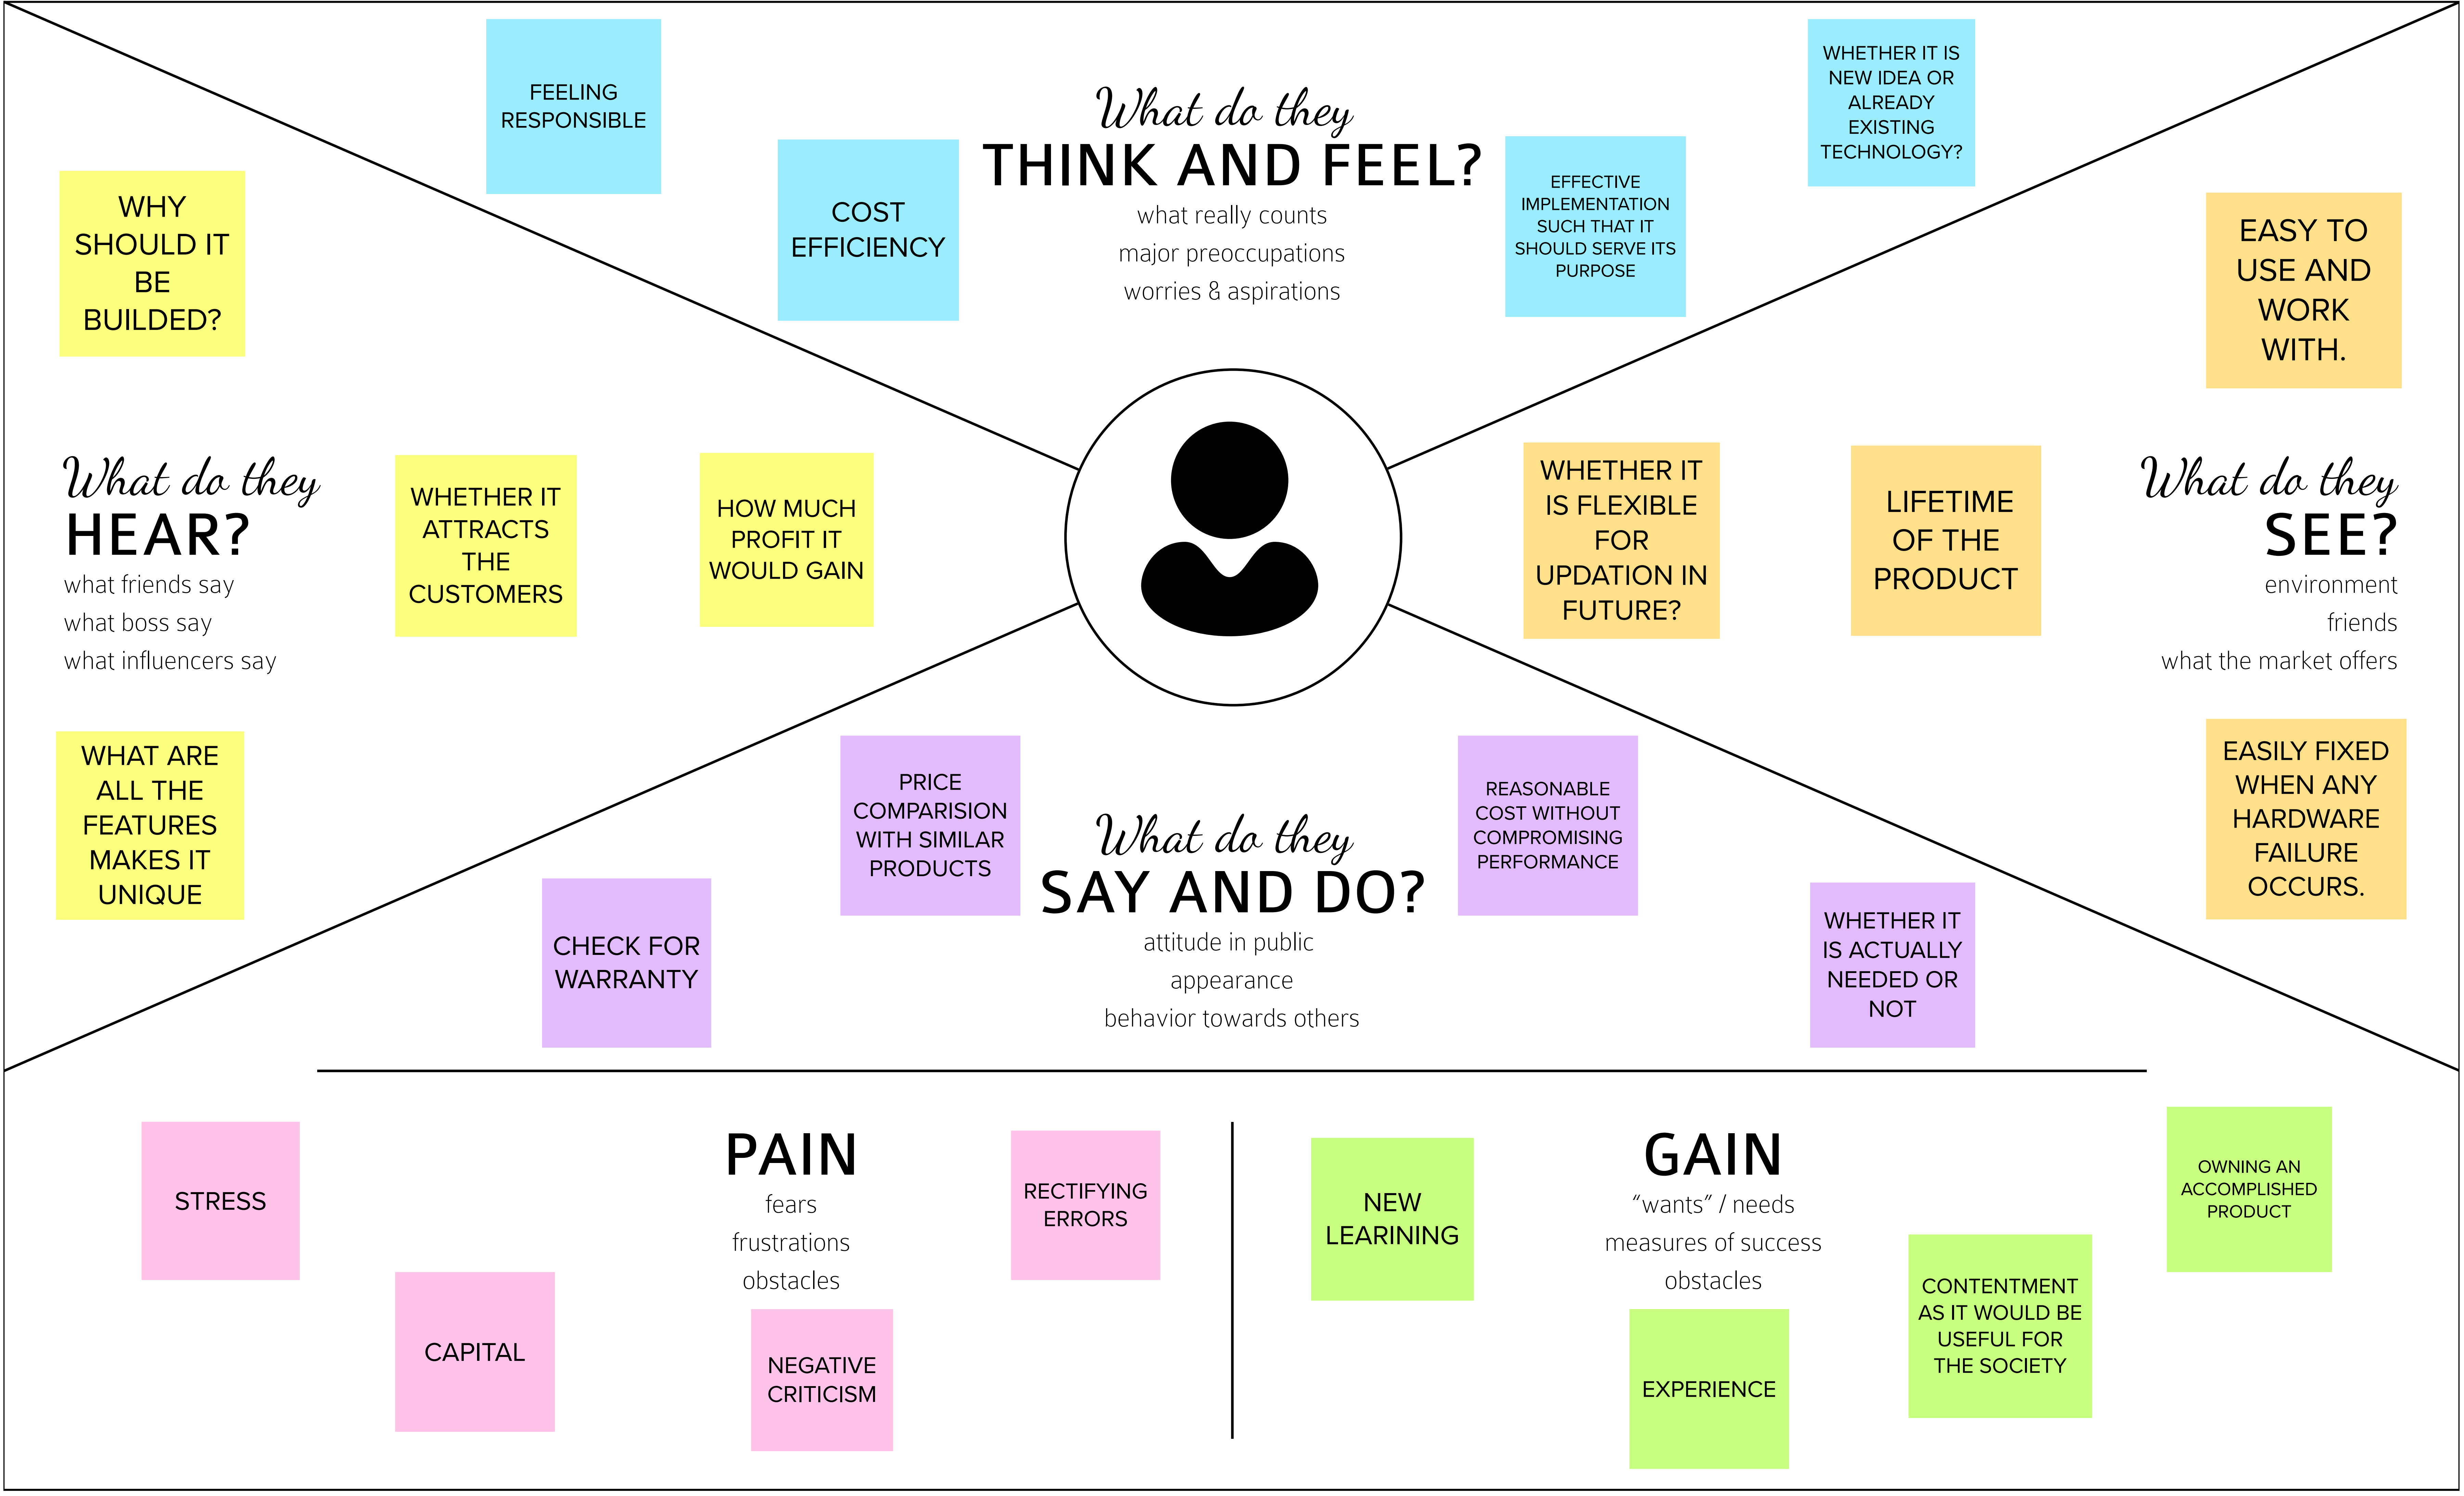 FEELING
RESPONSIBLE
COST
EFFICIENCY
What do they
THINK AND FEEL?
what really counts
major preoccupations
worries & aspirations
EFFECTIVE
IMPLEMENTATION
SUCH THAT IT
SHOULD SERVE ITS
PURPOSE
WHETHER IT IS
NEW IDEA OR
ALREADY
EXISTING
TECHNOLOGY?
WHY
SHOULD IT
BE
BUILDED?
What do they
HEAR?
what friends say
what boss say
what influencers say
WHETHER IT
ATTRACTS
THE
CUSTOMERS
HOW MUCH
PROFIT IT
WOULD GAIN
WHAT ARE
ALL THE
FEATURES
MAKES IT
UNIQUE
EASY TO
USE AND
WORK
WITH.
WHETHER IT
IS FLEXIBLE
FOR
UPDATION IN
FUTURE?
LIFETIME
OF THE
PRODUCT
What do they
SEE?
environment
friends
what the market offers
EASILY FIXED
WHEN ANY
HARDWARE
FAILURE
OCCURS.
CHECK FOR
WARRANTY
PRICE
COMPARISION
WITH SIMILAR
PRODUCTS
What do they
SAY AND DO?
attitude in public
appearance
behavior towards others
REASONABLE
COST WITHOUT
COMPROMISING
PERFORMANCE
WHETHER IT
IS ACTUALLY
NEEDED OR
NOT
STRESS
CAPITAL
PAIN
fears
frustrations
obstacles
NEGATIVE
CRITICISM
RECTIFYING
ERRORS
NEW
LEARINING
GAIN
“wants” / needs
measures of success
obstacles
EXPERIENCE
CONTENTMENT
AS IT WOULD BE
USEFUL FOR
THE SOCIETY
OWNING AN
ACCOMPLISHED
PRODUCT